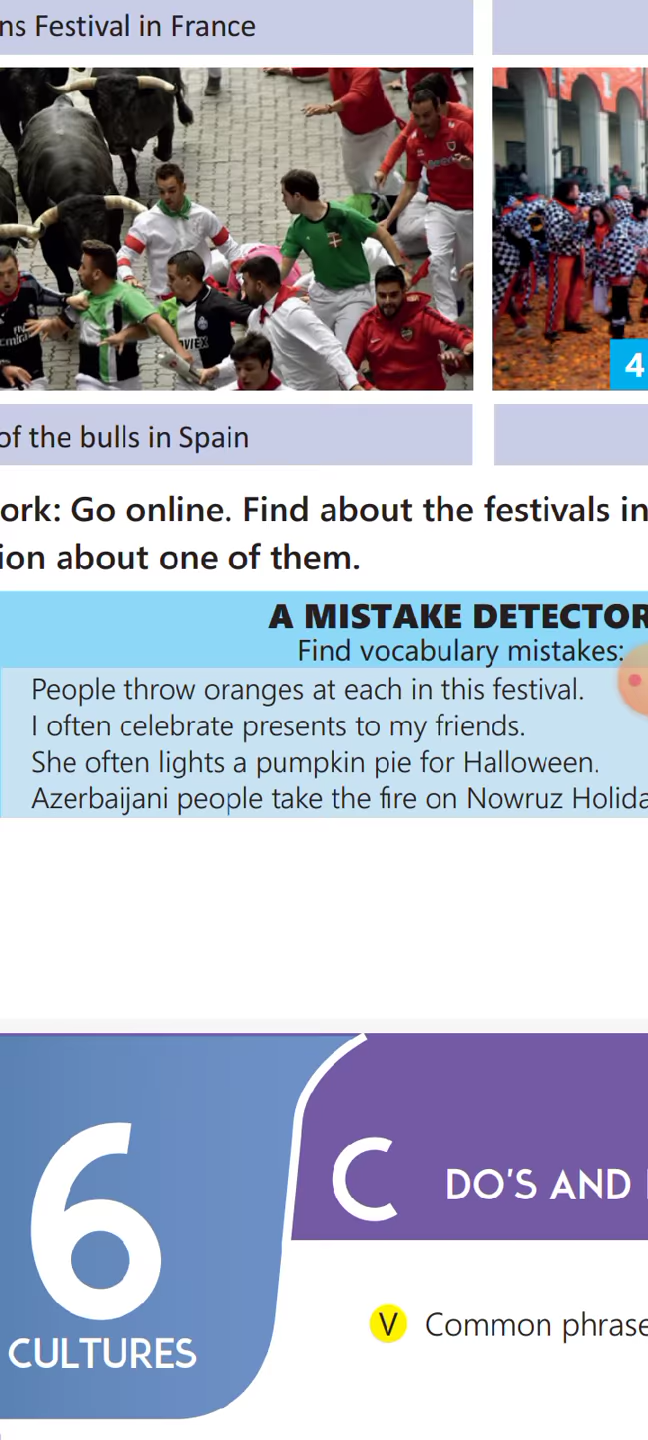 ns Festival in France
4
of the bulls in Spain
ork: Go online. Find about the festivals in
ion about one of them.
A MISTAKE DETECTOR
Find vocabulary mistakes:
People throw oranges at each in this festival.
I often celebrate presents to my friends.
She often lights a pumpkin pie for Halloween.
Azerbaijani people take the fire on Nowruz Holida
6
CULTURES
C DO'S AND
V Common phrase